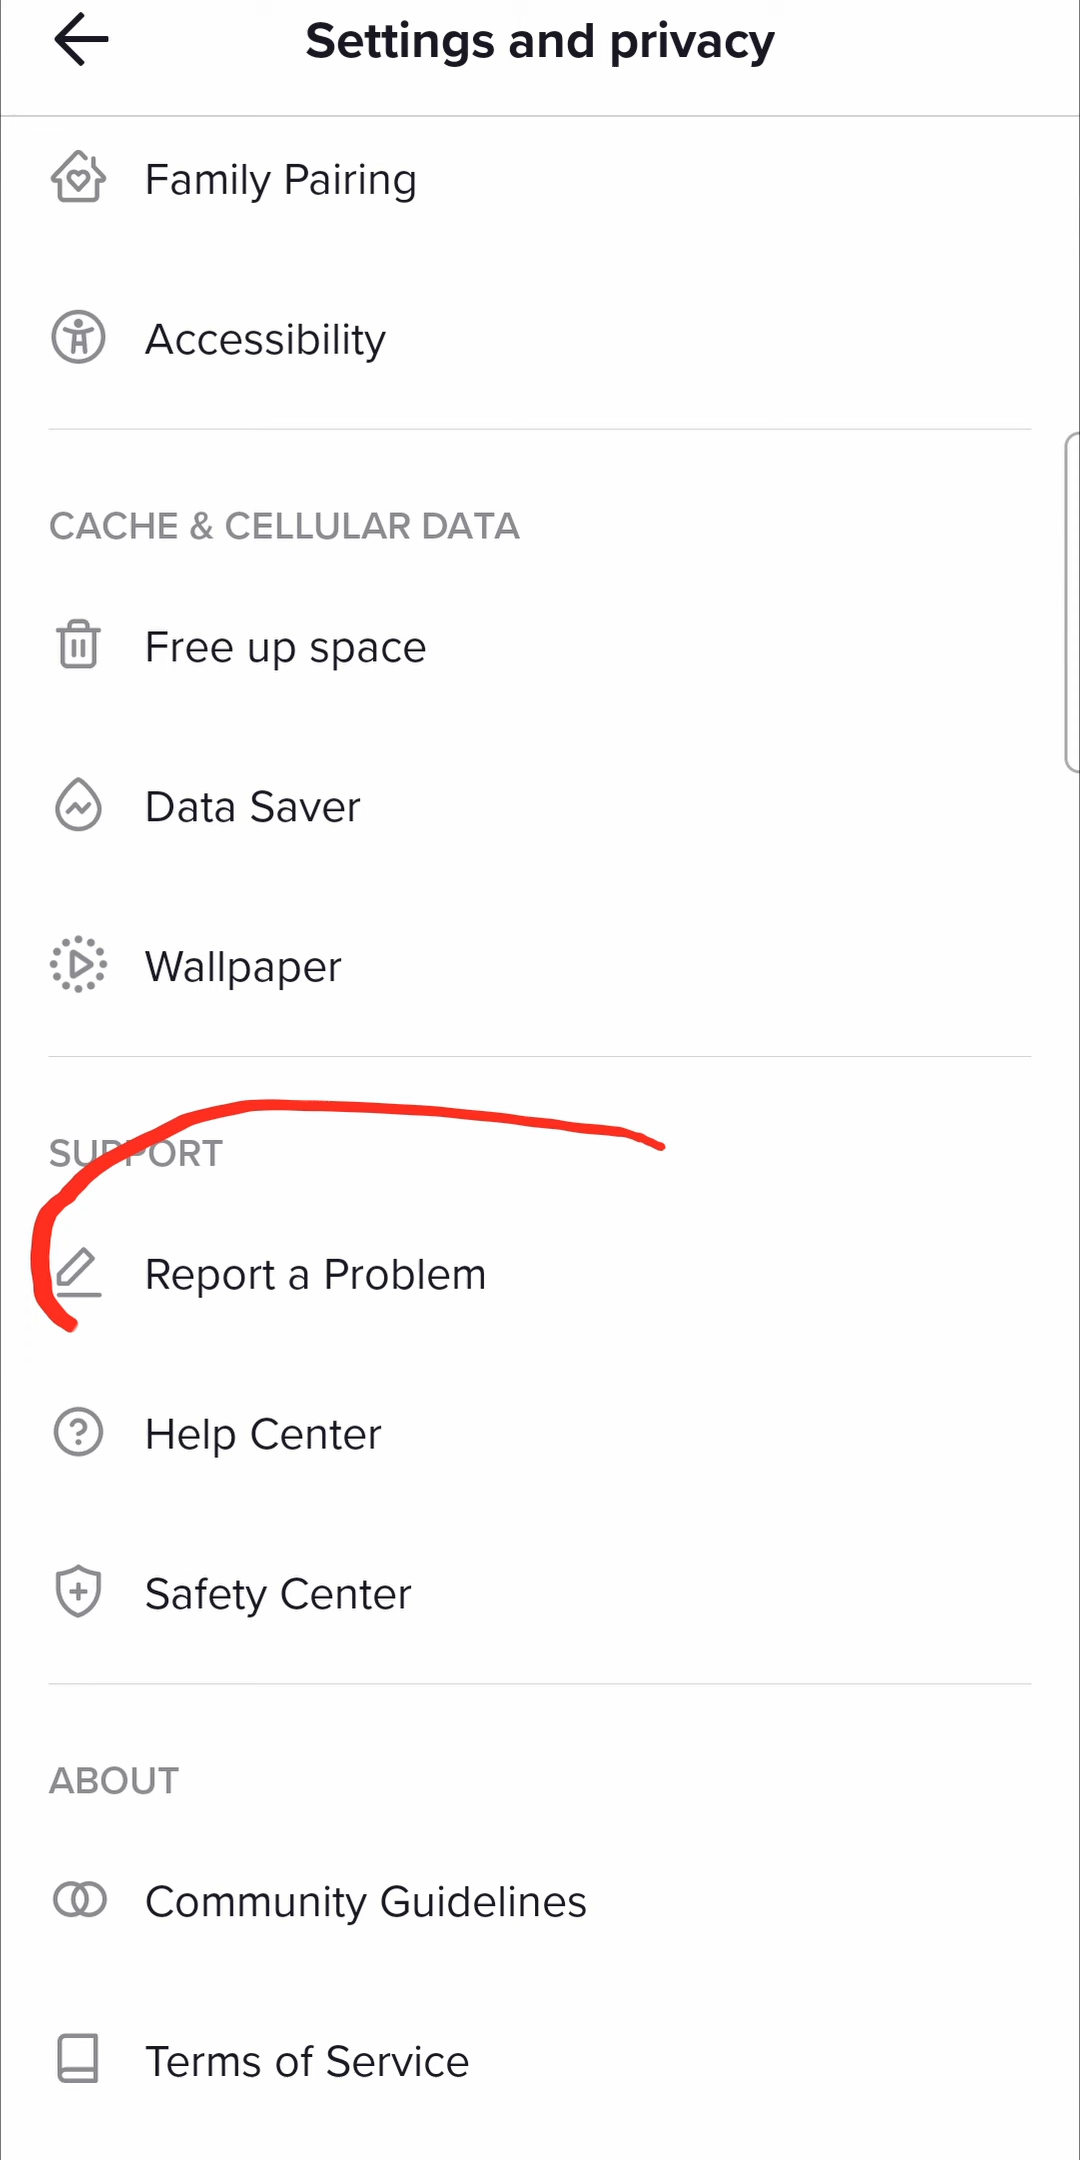 Settings and privacy
Family Pairing
Accessibility
CACHE & CELLULAR DATA
Free up space
Data Saver
Wallpaper
SUPPORT
Report a Problem
Help Center
Safety Center
ABOUT
Community Guidelines
Terms of Service